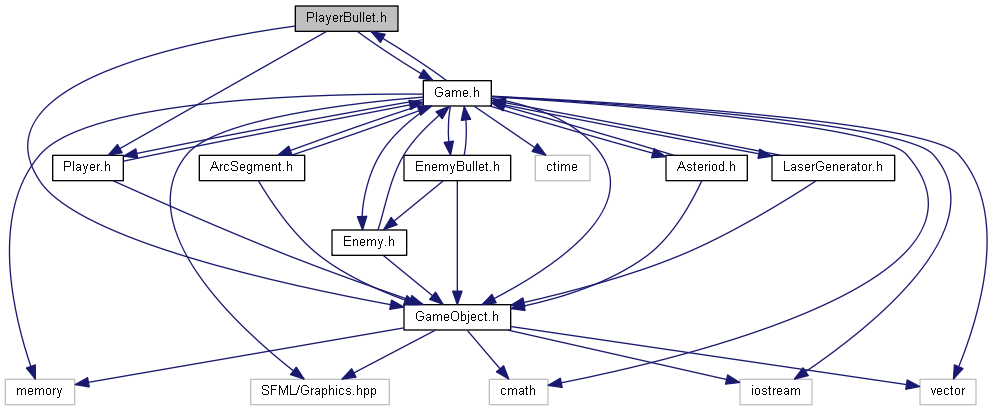 PlayerBullet.h
Game.h
Player.h
ArcSegment.h
EnemyBullet.h
ctime
Asteriod.h
LaserGenerator.h
Enemy.h
GameObject.h
memory
SFML/Graphics.hpp
cmath
iostream
vector